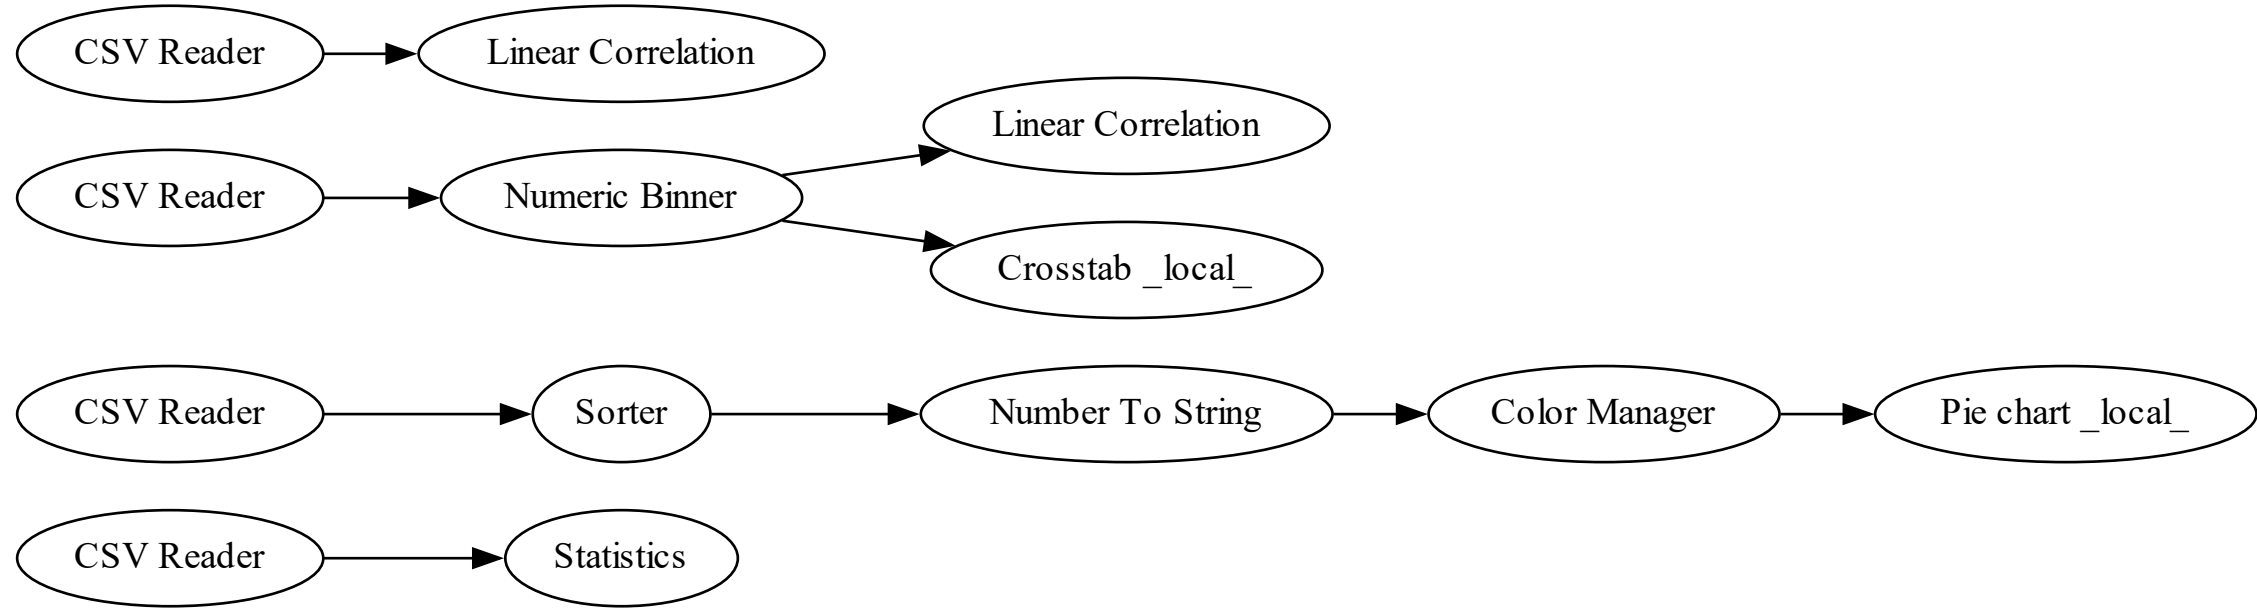 CSV Reader
Linear Correlation
Linear Correlation
CSV Reader
Numeric Binner
Crosstab _local_
CSV Reader
Sorter
Number To String
Color Manager
Pie chart _local_
CSV Reader
Statistics